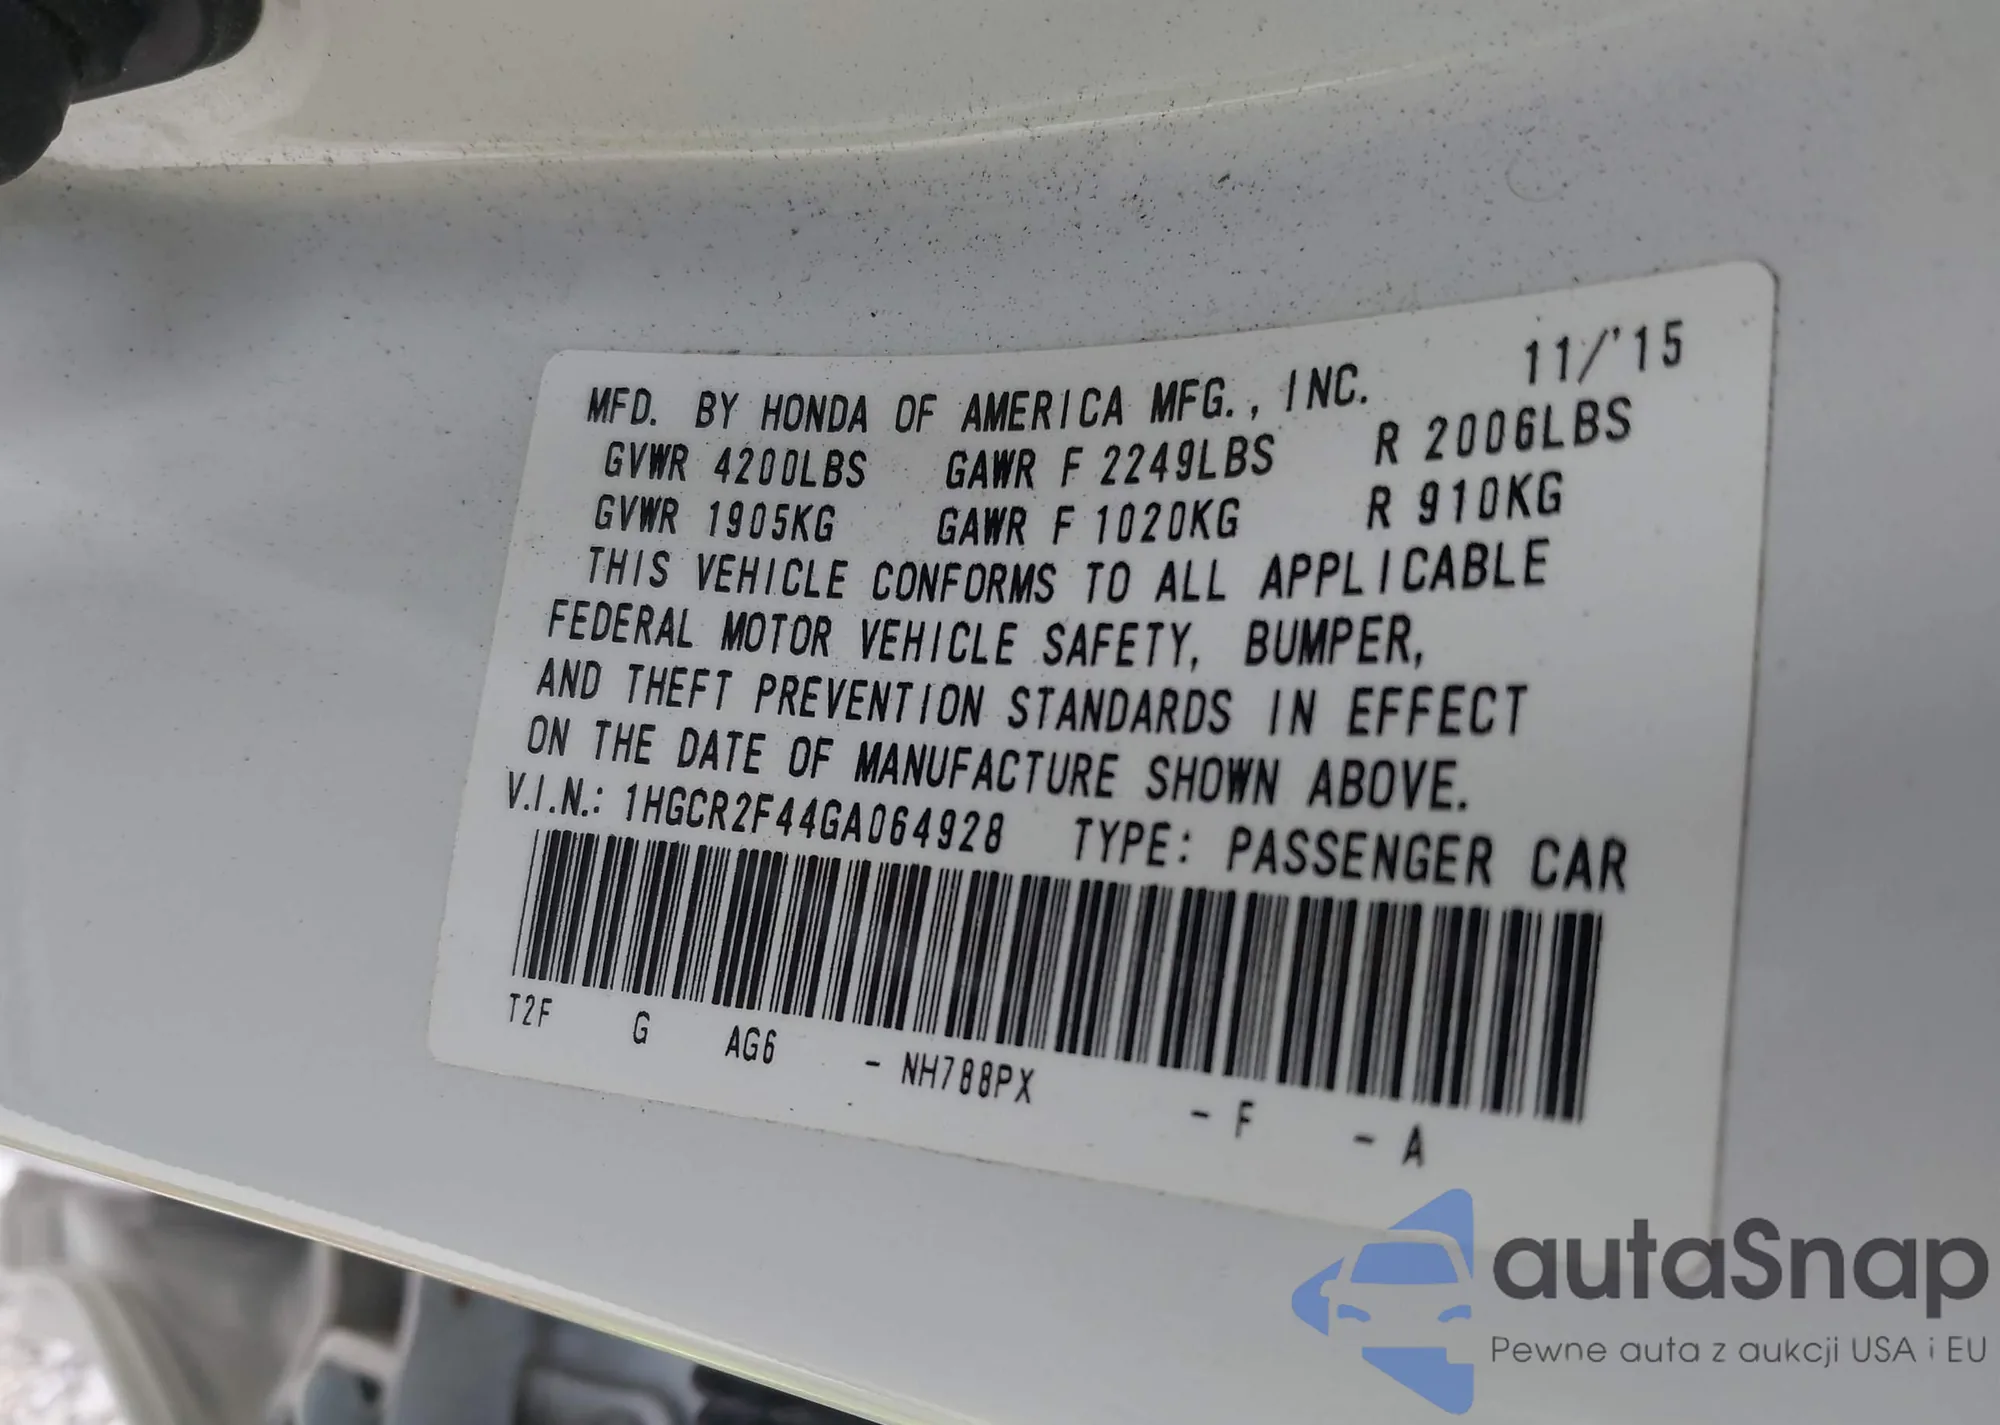 MFD. BY HONDA OF AMERICA MFG., INC. 11/'15
GVWR 4200LBS GAWR F 2249LBS R 2006LBS
GVWR 1905KG GAWR F 1020KG R 910KG
THIS VEHICLE CONFORMS TO ALL APPLICABLE
FEDERAL MOTOR VEHICLE SAFETY, BUMPER,
AND THEFT PREVENTION STANDARDS IN EFFECT
ON THE DATE OF MANUFACTURE SHOWN ABOVE.
V.I.N.: 1HGCR2F44GA064928 TYPE: PASSENGER CAR
T2F G AG6 - NH788PX - F - A
autaSnap
Pewne auta z aukcji USA i EU